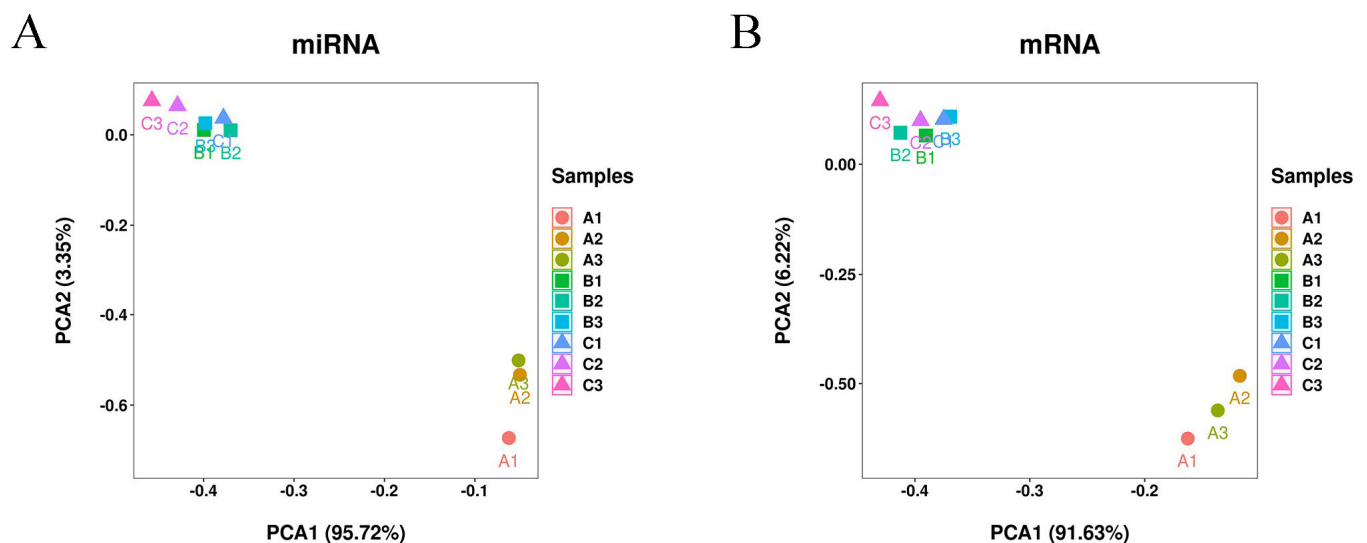 A
miRNA
PCA2 (3.35%)
0.0
-0.2
-0.4
-0.6
C3
C2
C1
B3
B1
B2
A3
A2
A1
-0.4
-0.3
-0.2
-0.1
PCA1 (95.72%)
Samples
A1
A2
A3
B1
B2
B3
C1
C2
C3
B
mRNA
PCA2 (6.22%)
0.00
-0.25
-0.50
C3
C2
C1
B3
B2
B1
A2
A3
A1
-0.4
-0.2
PCA1 (91.63%)
Samples
A1
A2
A3
B1
B2
B3
C1
C2
C3